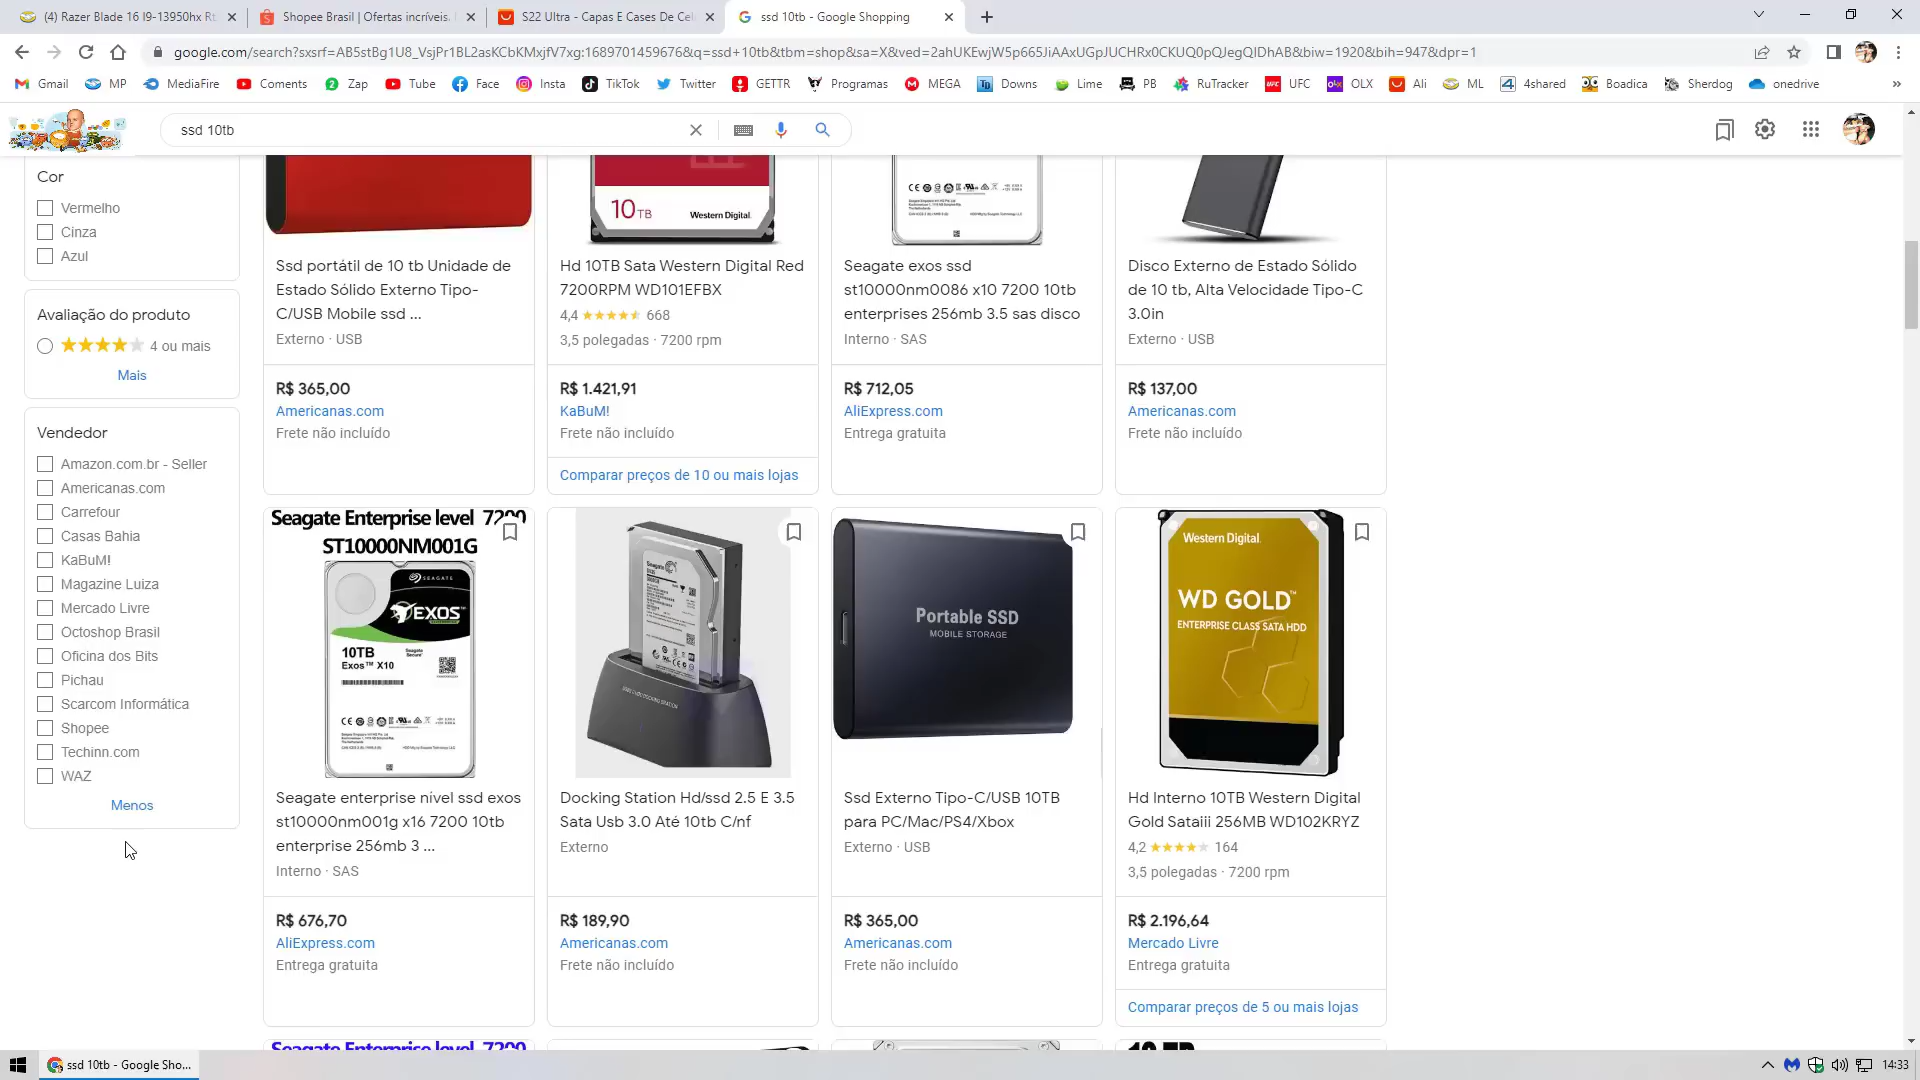 (4) Razer Blade 16 I9-13950hx Rt
Shopee Brasil | Ofertas incríveis.
S22 Ultra - Capas E Cases De Cel
ssd 10tb - Google Shopping
google.com/search?sxsrf=AB5stBg1U8_VsjPr1BL2asKCbKMxjfV7xg:1689701459676&q=ssd+10tb&tbm=shop&sa=X&ved=2ahUKEwjW5p665JiAAxUGpJUCHRx0CKUQ0pQJegQIDhAB&biw=1920&bih=947&dpr=1
Gmail
MP
MediaFire
Coments
Zap
Tube
Face
Insta
TikTok
Twitter
GETTR
Programas
MEGA
Downs
Lime
PB
RuTracker
UFC
OLX
Ali
ML
4shared
Boadica
Sherdog
onedrive
ssd 10tb
Cor
Vermelho
Cinza
Azul
Avaliação do produto
4 ou mais
Mais
Vendedor
Amazon.com.br - Seller
Americanas.com
Carrefour
Casas Bahia
KaBuM!
Magazine Luiza
Mercado Livre
Octoshop Brasil
Oficina dos Bits
Pichau
Scarcom Informática
Shopee
Techinn.com
WAZ
Menos
Ssd portátil de 10 tb Unidade de
Estado Sólido Externo Tipo-
C/USB Mobile ssd ...
Externo · USB
R$ 365,00
Americanas.com
Frete não incluído
10TB
Western Digital.
Hd 10TB Sata Western Digital Red
7200RPM WD101EFBX
4,4 668
3,5 polegadas · 7200 rpm
R$ 1.421,91
KaBuM!
Frete não incluído
Comparar preços de 10 ou mais lojas
Seagate exos ssd
st10000nm0086 x10 7200 10tb
enterprises 256mb 3.5 sas disco
Interno · SAS
R$ 712,05
AliExpress.com
Entrega gratuita
Disco Externo de Estado Sólido
de 10 tb, Alta Velocidade Tipo-C
3.0in
Externo · USB
R$ 137,00
Americanas.com
Frete não incluído
Seagate Enterprise level 7200
ST10000NM001G
SEAGATE
EXOS
10TB
Exos™ X10
Seagate
Secure
Seagate enterprise nível ssd exos
st10000nm001g x16 7200 10tb
enterprise 256mb 3 ...
Interno · SAS
R$ 676,70
AliExpress.com
Entrega gratuita
Seagate
Docking Station Hd/ssd 2.5 E 3.5
Sata Usb 3.0 Até 10tb C/nf
Externo
R$ 189,90
Americanas.com
Frete não incluído
Portable SSD
MOBILE STORAGE
Ssd Externo Tipo-C/USB 10TB
para PC/Mac/PS4/Xbox
Externo · USB
R$ 365,00
Americanas.com
Frete não incluído
Western Digital.
WD GOLD™
ENTERPRISE CLASS SATA HDD
Hd Interno 10TB Western Digital
Gold Sataiii 256MB WD102KRYZ
4,2 164
3,5 polegadas · 7200 rpm
R$ 2.196,64
Mercado Livre
Entrega gratuita
Comparar preços de 5 ou mais lojas
Seagate Enterprise level 7200
10 TB
ssd 10tb - Google Sho...
14:33